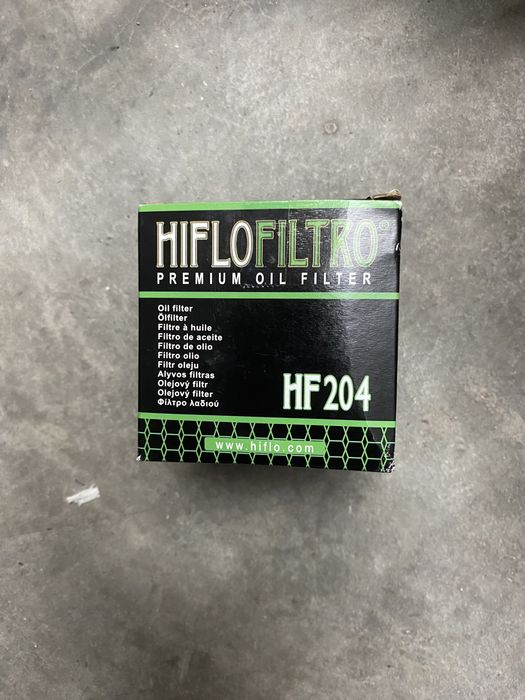 HIFLOFILTRO®
PREMIUM OIL FILTER
Oil filter
Ölfilter
Filtre à huile
Filtro de aceite
Filtro de olio
Filtro olio
Filtr oleju
Alyvos filtras
Olejový filtr
Olejový filter
Φίλτρο λαδιού
HF204
www.hiflo.com